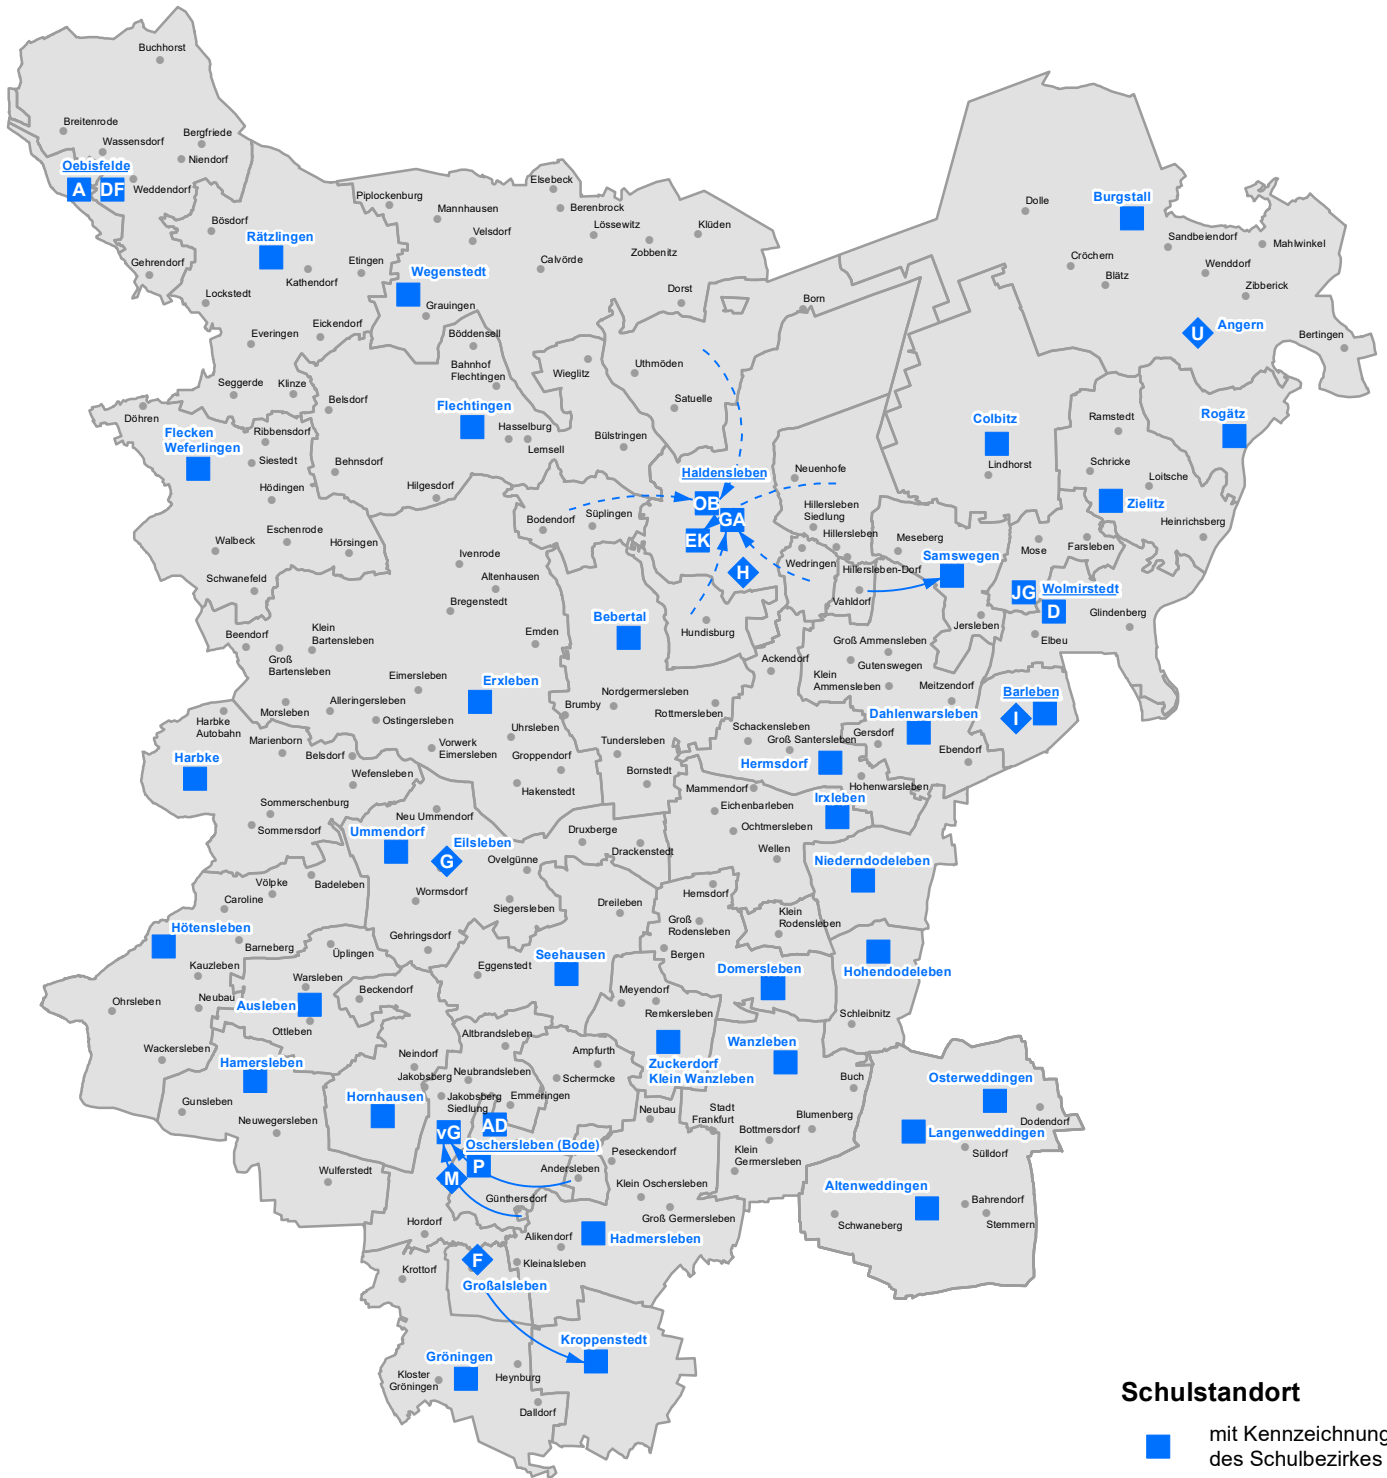 Buchhorst
Breitenrode
Wassensdorf
Bergfriede
Niendorf
Oebisfelde
A
DF
Weddendorf
Gehrendorf
Bösdorf
Rätzlingen
Kathendorf
Etingen
Lockstedt
Everingen
Eickendorf
Seggerde
Klinze
Piplockenburg
Mannhausen
Velsdorf
Elsebeck
Berenbrock
Lössewitz
Zobbenitz
Klüden
Calvörde
Dorst
Wegenstedt
Grauingen
Böddensell
Bahnhof
Flechtingen
Belsdorf
Flechtingen
Hasselburg
Lemsell
Behnsdorf
Hilgesdorf
Wieglitz
Bülstringen
Uthmöden
Satuelle
Born
Dolle
Burgstall
Sandbeiendorf
Mahlwinkel
Cröchern
Blätz
Wenddorf
Zibberick
U
Angern
Bertingen
Döhren
Flecken
Weferlingen
Ribbensdorf
Siestedt
Hödingen
Eschenrode
Walbeck
Hörsingen
Schwanefeld
Colbitz
Lindhorst
Ramstedt
Rogätz
Schricke
Loitsche
Zielitz
Heinrichsberg
Haldensleben
OB
GA
EK
H
Neuenhofe
Hillersleben
Siedlung
Hillersleben
Wedringen
Hillersleben-Dorf
Vahldorf
Bodendorf
Süplingen
Hundisburg
Meseberg
Samswegen
Jersleben
Mose
Farsleben
JG
Wolmirstedt
D
Glindenberg
Elbeu
Ivenrode
Altenhausen
Bregenstedt
Emden
Beendorf
Klein
Bartensleben
Groß
Bartensleben
Eimersleben
Erxleben
Morsleben
Alleringersleben
Ostingersleben
Uhrsleben
Vorwerk
Eimersleben
Groppendorf
Hakenstedt
Bebertal
Nordgermersleben
Brumby
Rottmersleben
Tundersleben
Bornstedt
Ackendorf
Groß Ammensleben
Gutenswegen
Klein
Ammensleben
Meitzendorf
Dahlenwarsleben
Gersdorf
Ebendorf
Barleben
I
Schackensleben
Groß Santersleben
Hermsdorf
Hohenwarsleben
Harbke
Autobahn
Marienborn
Belsdorf
Harbke
Wefensleben
Sommerschenburg
Sommersdorf
Neu Ummendorf
Ummendorf
Eilsleben
G
Ovelgünne
Wormsdorf
Siegersleben
Gehringsdorf
Druxberge
Drackenstedt
Dreileben
Mammendorf
Eichenbarleben
Ochtmersleben
Wellen
Irxleben
Niederndodeleben
Völpke
Badeleben
Caroline
Hötensleben
Barneberg
Üplingen
Kauzleben
Warsleben
Neubau
Ausleben
Beckendorf
Ohrsleben
Ottleben
Wackersleben
Hamersleben
Gunsleben
Neuwegersleben
Wulferstedt
Seehausen
Eggenstedt
Hemsdorf
Groß
Rodensleben
Klein
Rodensleben
Bergen
Domersleben
Hohendodeleben
Schleibnitz
Meyendorf
Remkersleben
Zuckerdorf
Klein Wanzleben
Wanzleben
Buch
Stadt
Frankfurt
Blumenberg
Bottmersdorf
Klein
Germersleben
Osterweddingen
Dodendorf
Langenweddingen
Sülldorf
Altenweddingen
Bahrendorf
Schwaneberg
Stemmern
Altbrandsleben
Neindorf
Ampfurth
Jakobsberg
Neubrandsleben
Schermcke
Hornhausen
Jakobsberg
Siedlung
Emmeringen
Neubau
AD
vG
Oschersleben (Bode)
P
M
Andersleben
Günthersdorf
Peseckendorf
Klein Oschersleben
Groß Germersleben
Hordorf
Alikendorf
Hadmersleben
Kleinalsleben
F
Großalsleben
Krottorf
Kroppenstedt
Gröningen
Kloster
Gröningen
Heynburg
Dalldorf
Schulstandort
mit Kennzeichnung
des Schulbezirkes